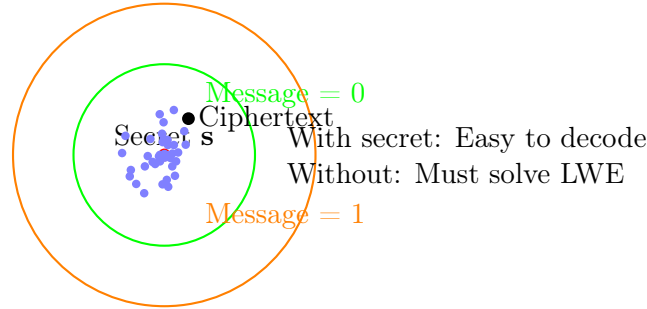 Message = 0
Ciphertext
Secret s
With secret: Easy to decode
Without: Must solve LWE
Message = 1